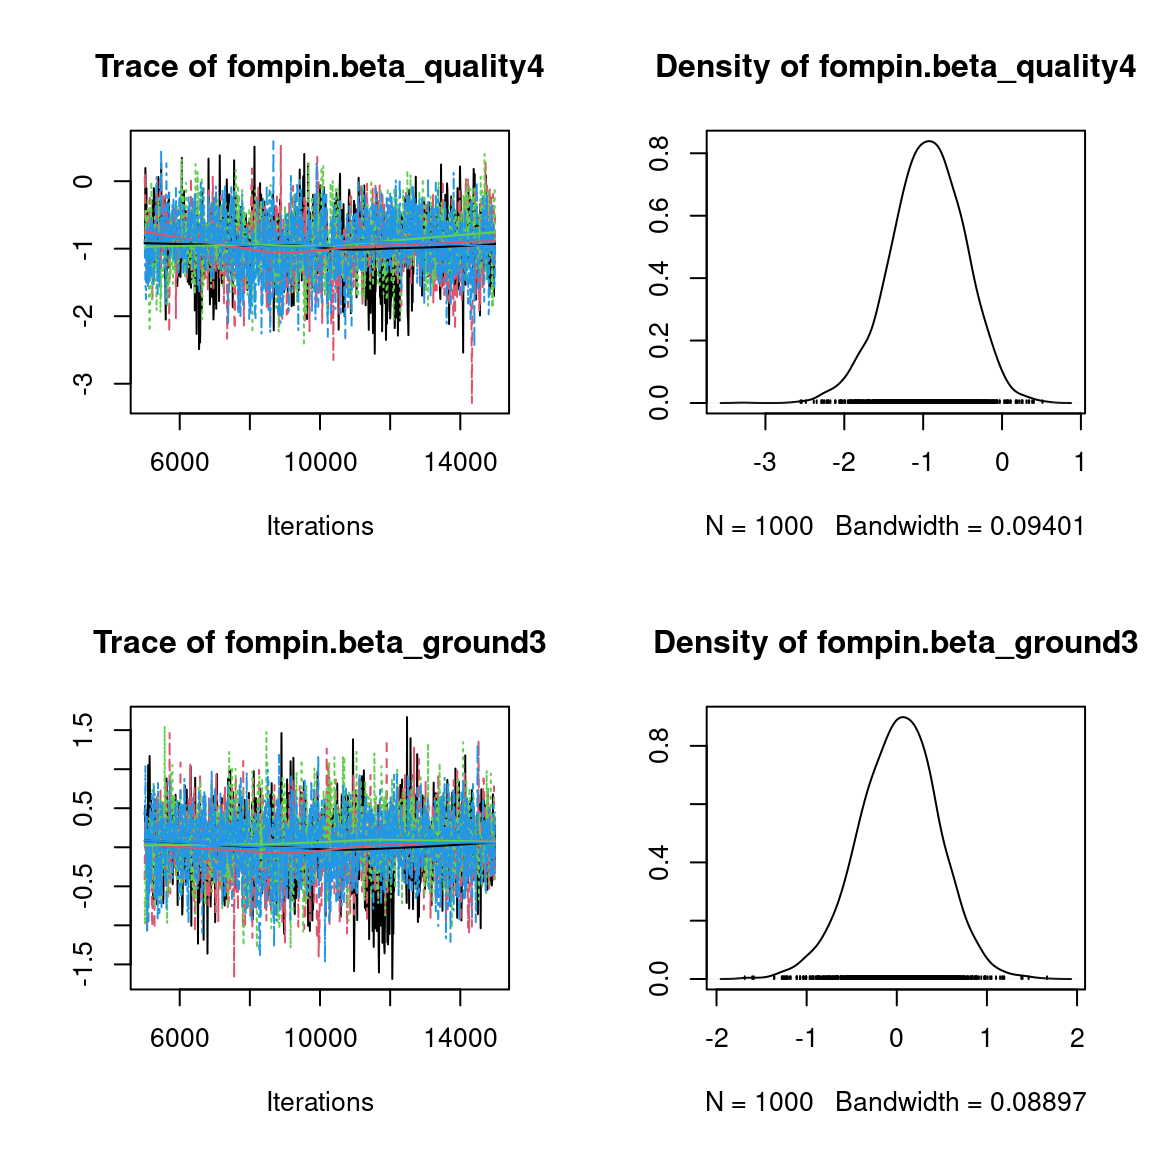 Trace of fompin.beta_quality4
0
-1
-2
-3
6000 10000 14000
Iterations
Density of fompin.beta_quality4
0.8
0.6
0.4
0.2
0.0
-3 -2 -1 0 1
N = 1000 Bandwidth = 0.09401
Trace of fompin.beta_ground3
1.5
0.5
-0.5
-1.5
6000 10000 14000
Iterations
Density of fompin.beta_ground3
0.8
0.4
0.0
-2 -1 0 1 2
N = 1000 Bandwidth = 0.08897